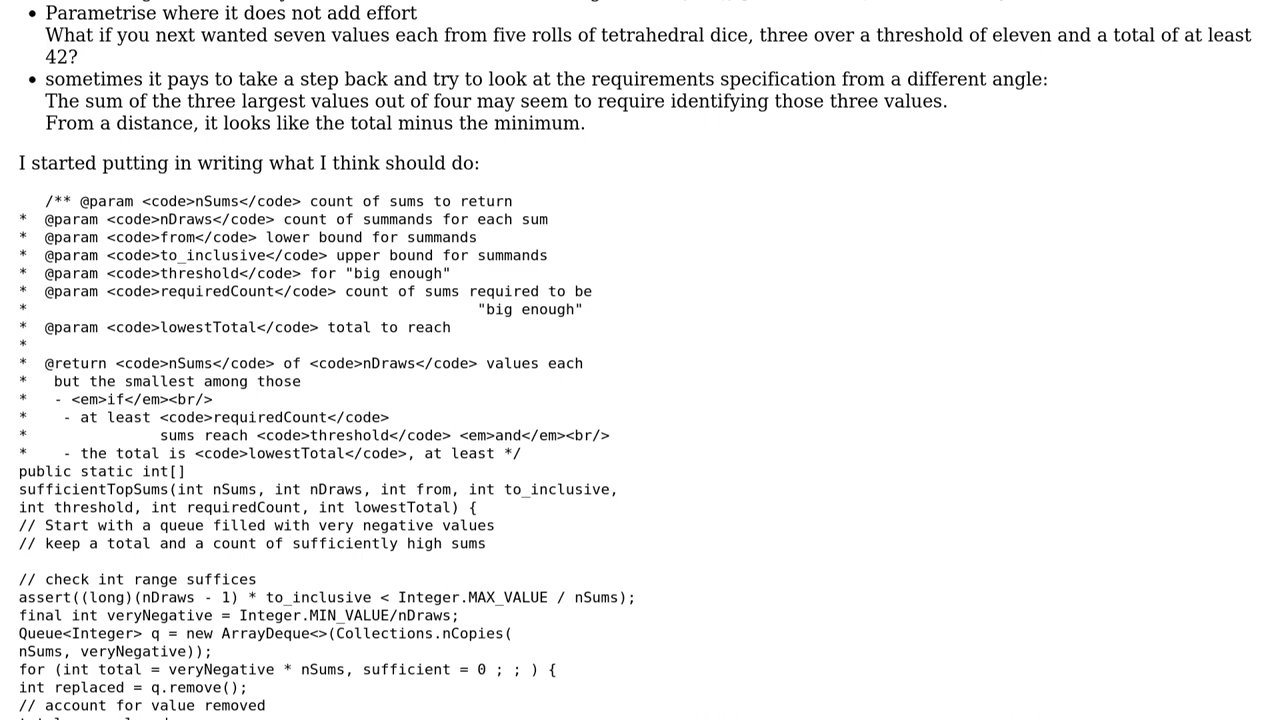 • Parametrise where it does not add effort
What if you next wanted seven values each from five rolls of tetrahedral dice, three over a threshold of eleven and a total of at least
42?
• sometimes it pays to take a step back and try to look at the requirements specification from a different angle:
The sum of the three largest values out of four may seem to require identifying those three values.
From a distance, it looks like the total minus the minimum.
I started putting in writing what I think should do:
/** @param <code>nSums</code> count of sums to return
*  @param <code>nDraws</code> count of summands for each sum
*  @param <code>from</code> lower bound for summands
*  @param <code>to_inclusive</code> upper bound for summands
*  @param <code>threshold</code> for "big enough"
*  @param <code>requiredCount</code> count of sums required to be
*                                                   "big enough"
*  @param <code>lowestTotal</code> total to reach
*
*  @return <code>nSums</code> of <code>nDraws</code> values each
*   but the smallest among those
*   - <em>if</em><br/>
*    - at least <code>requiredCount</code>
*               sums reach <code>threshold</code> <em>and</em><br/>
*    - the total is <code>lowestTotal</code>, at least */
public static int[]
sufficientTopSums(int nSums, int nDraws, int from, int to_inclusive,
int threshold, int requiredCount, int lowestTotal) {
// Start with a queue filled with very negative values
// keep a total and a count of sufficiently high sums
// check int range suffices
assert((long)(nDraws - 1) * to_inclusive < Integer.MAX_VALUE / nSums);
final int veryNegative = Integer.MIN_VALUE/nDraws;
Queue<Integer> q = new ArrayDeque<>(Collections.nCopies(
nSums, veryNegative));
for (int total = veryNegative * nSums, sufficient = 0 ; ; ) {
int replaced = q.remove();
// account for value removed